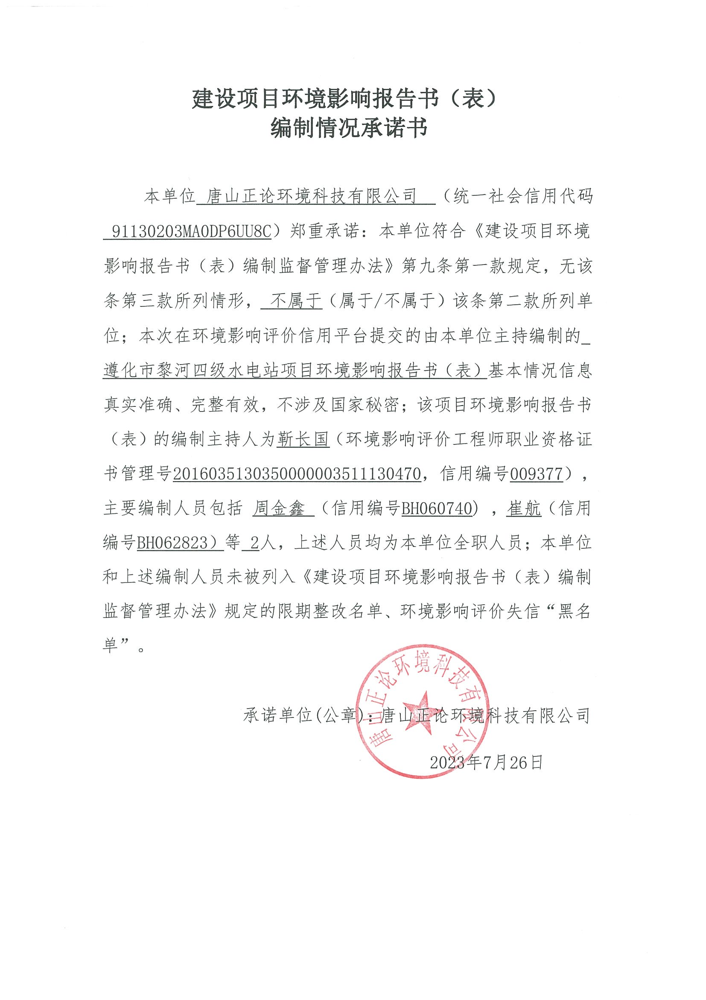 建设项目环境影响报告书（表）
编制情况承诺书
本单位 唐山正论环境科技有限公司 （统一社会信用代码
91130203MA0DP6UU8C）郑重承诺：本单位符合《建设项目环境
影响报告书（表）编制监督管理办法》第九条第一款规定，无该
条第三款所列情形， 不属于（属于/不属于）该条第二款所列单
位；本次在环境影响评价信用平台提交的由本单位主持编制的
遵化市黎河四级水电站项目环境影响报告书（表）基本情况信息
真实准确、完整有效，不涉及国家秘密；该项目环境影响报告书
（表）的编制主持人为靳长国（环境影响评价工程师职业资格证
书管理号2016035130350000003511130470，信用编号009377），
主要编制人员包括 周金鑫 （信用编号BH060740），崔航（信用
编号BH062823）等 2人，上述人员均为本单位全职人员；本单位
和上述编制人员未被列入《建设项目环境影响报告书（表）编制
监督管理办法》规定的限期整改名单、环境影响评价失信“黑名
单”。
唐山正论环境科技有限公司
承诺单位(公章)：唐山正论环境科技有限公司
2023年7月26日